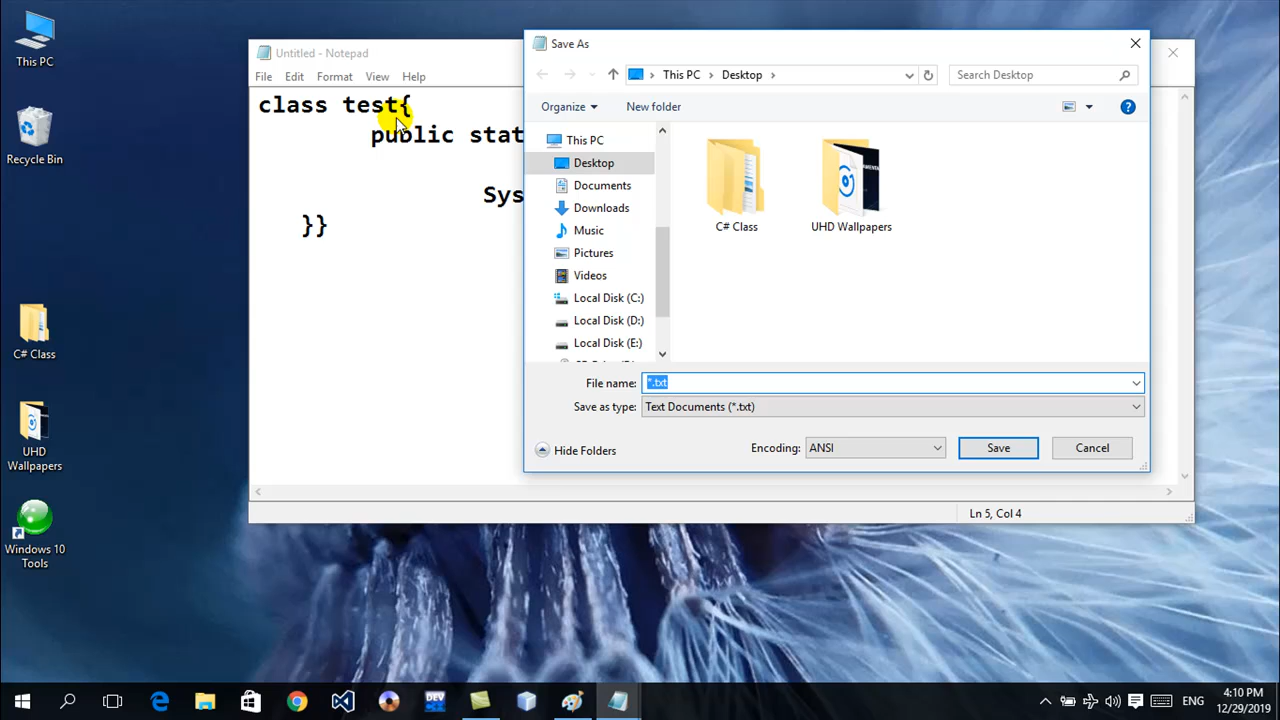 This PC
Recycle Bin
C# Class
UHD
Wallpapers
Windows 10
Tools
Untitled - Notepad
File Edit Format View Help
class test{
public stat
Sys
}}
Ln 5, Col 4
Save As
This PC Desktop
Search Desktop
Organize New folder
This PC
Desktop
Documents
Downloads
Music
Pictures
Videos
Local Disk (C:)
Local Disk (D:)
Local Disk (E:)
C# Class
UHD Wallpapers
File name: *.txt
Save as type: Text Documents (*.txt)
Hide Folders
Encoding: ANSI
Save
Cancel
DEV
ENG
4:10 PM
12/29/2019